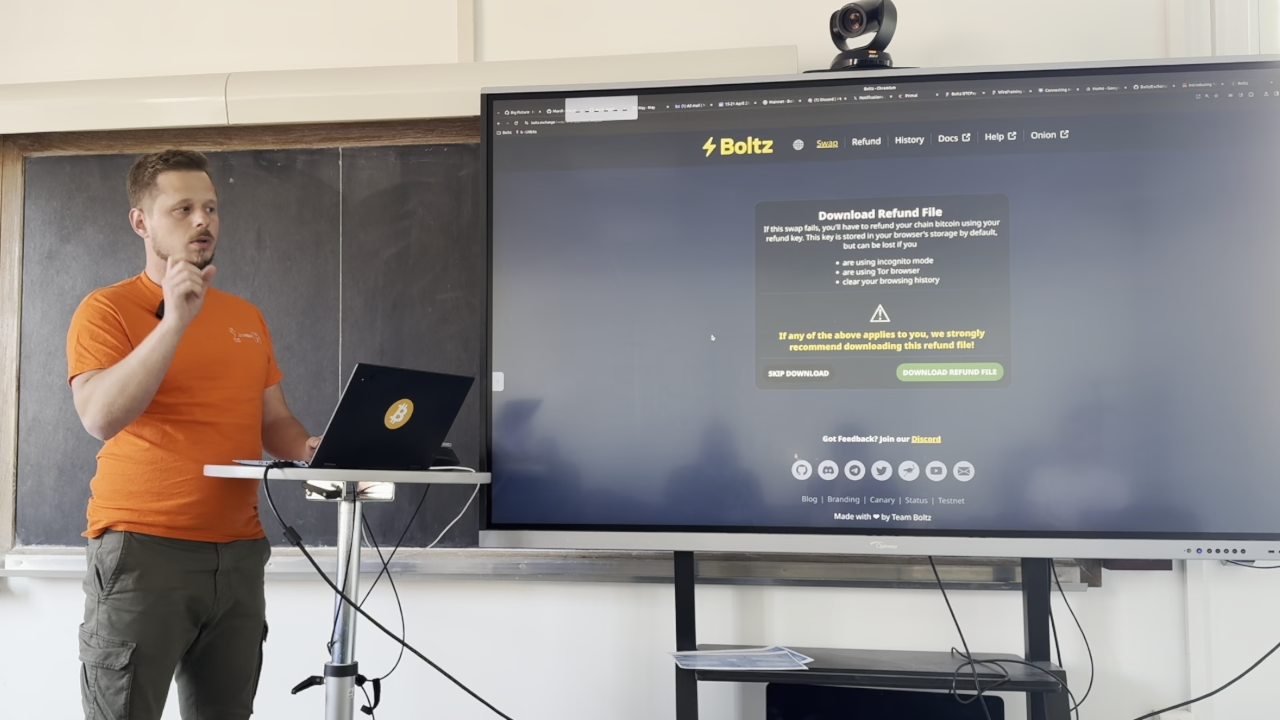 Boltz - Chromium
Boltz
Swap
Refund
History
Docs
Help
Onion
Download Refund File
If this swap fails, you'll have to refund your chain bitcoin using your
refund key. This key is stored in your browser's storage by default,
but can be lost if you
• are using incognito mode
• are using Tor browser
• clear your browsing history
If any of the above applies to you, we strongly
recommend downloading this refund file!
SKIP DOWNLOAD
DOWNLOAD REFUND FILE
Got Feedback? Join our Discord
Blog | Branding | Canary | Status | Testnet
Made with ❤ by Team Boltz